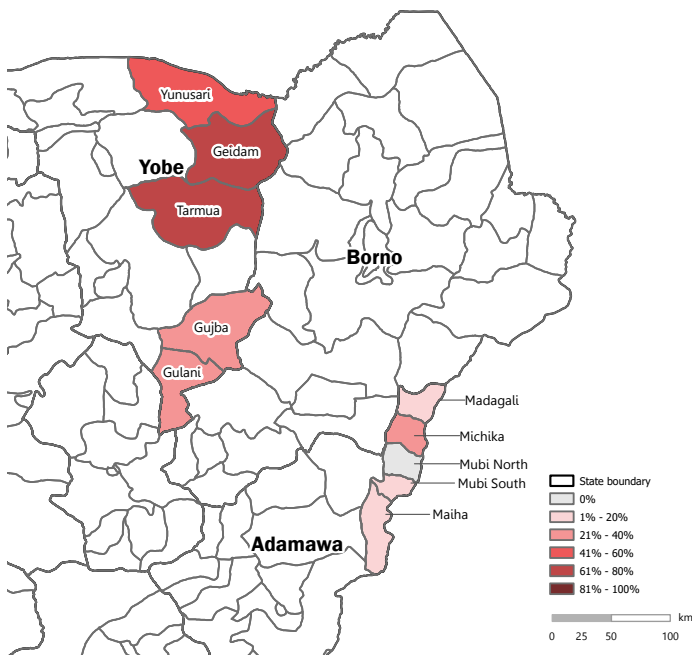 Yunusari
Geidam
Yobe
Tarmua
Borno
Gujba
Gulani
Madagali
Michika
Mubi North
Mubi South
Maiha
Adamawa
State boundary
0%
1% - 20%
21% - 40%
41% - 60%
61% - 80%
81% - 100%
km
0 25 50 100